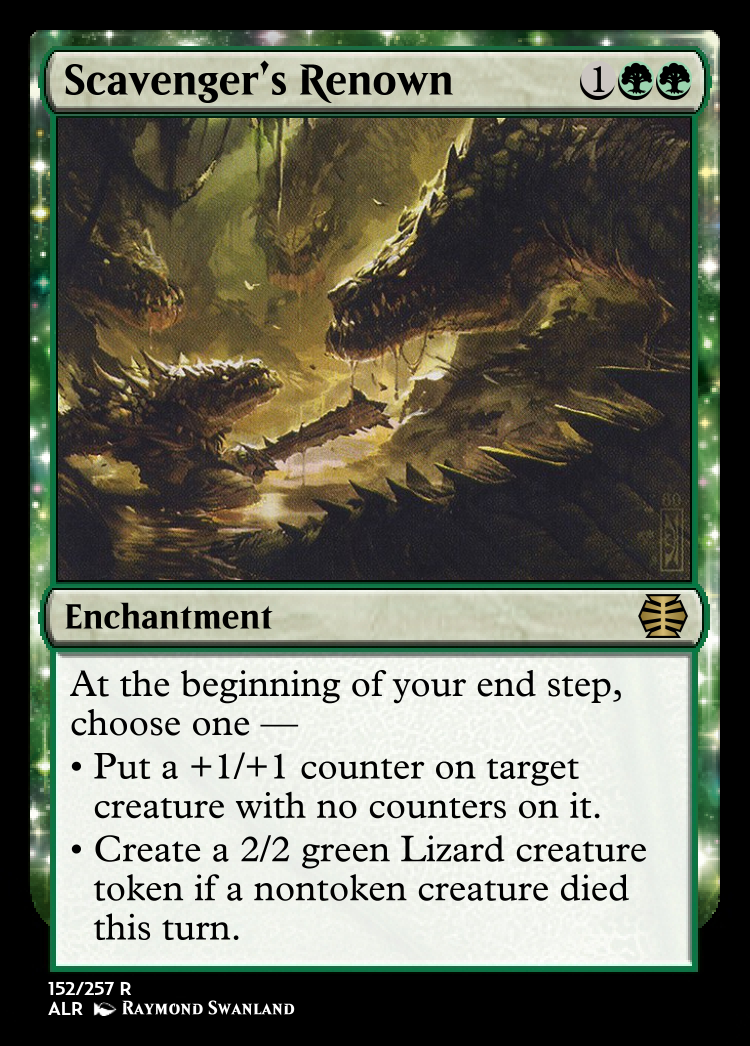 Scavenger's Renown 1
Enchantment
At the beginning of your end step,
choose one —
• Put a +1/+1 counter on target
creature with no counters on it.
• Create a 2/2 green Lizard creature
token if a nontoken creature died
this turn.
152/257 R
ALR Raymond Swanland